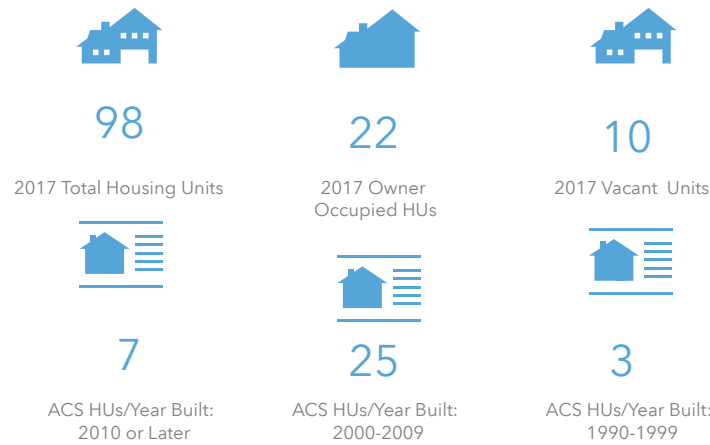 98
2017 Total Housing Units
22
2017 Owner
Occupied HUs
10
2017 Vacant Units
7
ACS HUs/Year Built:
2010 or Later
25
ACS HUs/Year Built:
2000-2009
3
ACS HUs/Year Built:
1990-1999